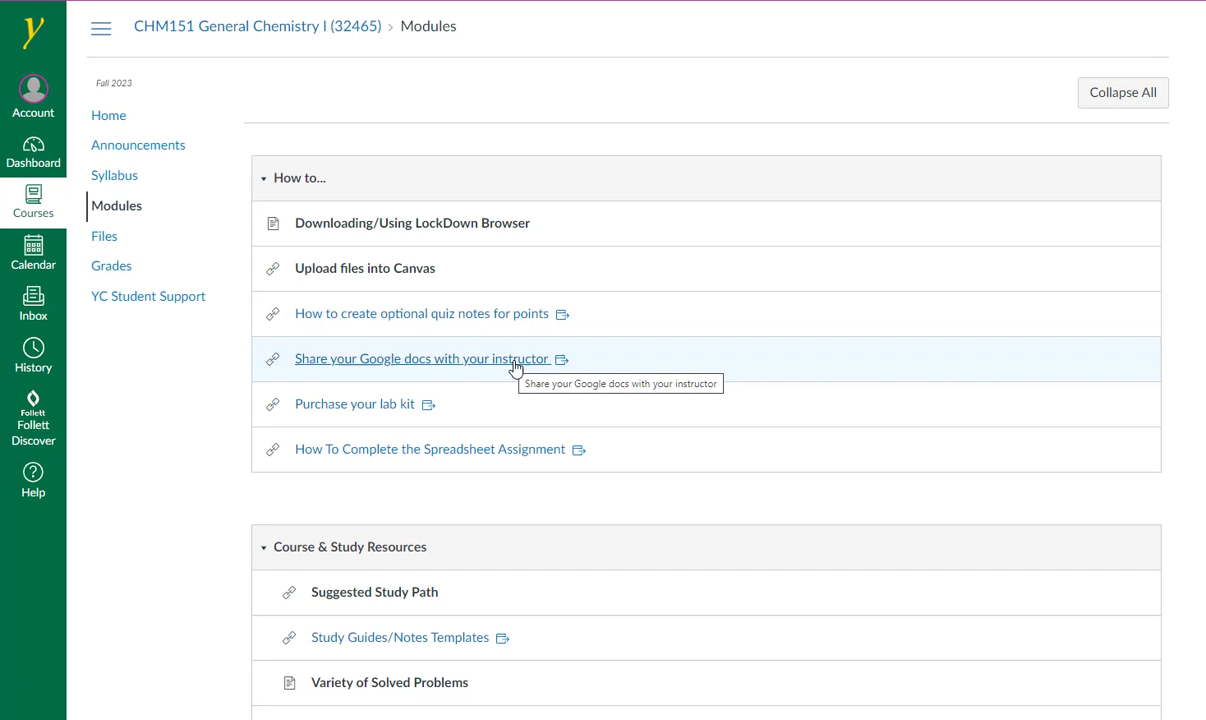 y
CHM151 General Chemistry I (32465) > Modules
Account
Dashboard
Courses
Calendar
Inbox
History
Follett
Follett
Discover
Help
Fall 2023
Home
Announcements
Syllabus
Modules
Files
Grades
YC Student Support
Collapse All
How to...
Downloading/Using LockDown Browser
Upload files into Canvas
How to create optional quiz notes for points
Share your Google docs with your instructor
Share your Google docs with your instructor
Purchase your lab kit
How To Complete the Spreadsheet Assignment
Course & Study Resources
Suggested Study Path
Study Guides/Notes Templates
Variety of Solved Problems